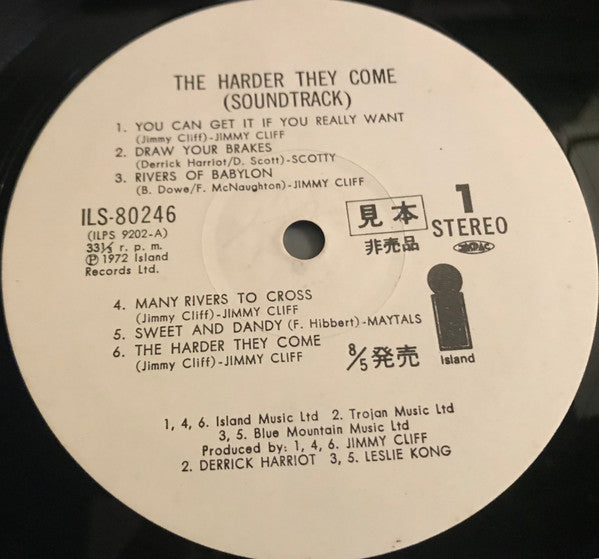 THE HARDER THEY COME
(SOUNDTRACK)
1. YOU CAN GET IT IF YOU REALLY WANT
(Jimmy Cliff)-JIMMY CLIFF
2. DRAW YOUR BRAKES
(Derrick Harriot/D. Scott)-SCOTTY
3. RIVERS OF BABYLON
(B. Dowe/F. McNaughton)-JIMMY CLIFF
ILS-80246
(ILPS 9202-A)
33⅓ r. p. m.
Ⓟ 1972 Island
Records Ltd.
見本
非売品
1
STEREO
4. MANY RIVERS TO CROSS
(Jimmy Cliff)-JIMMY CLIFF
5. SWEET AND DANDY (F. Hibbert)-MAYTALS
6. THE HARDER THEY COME
(Jimmy Cliff)-JIMMY CLIFF
8/5発売
island
1, 4, 6. Island Music Ltd 2. Trojan Music Ltd
3, 5. Blue Mountain Music Ltd
Produced by: 1, 4, 6. JIMMY CLIFF
2. DERRICK HARRIOT 3, 5. LESLIE KONG